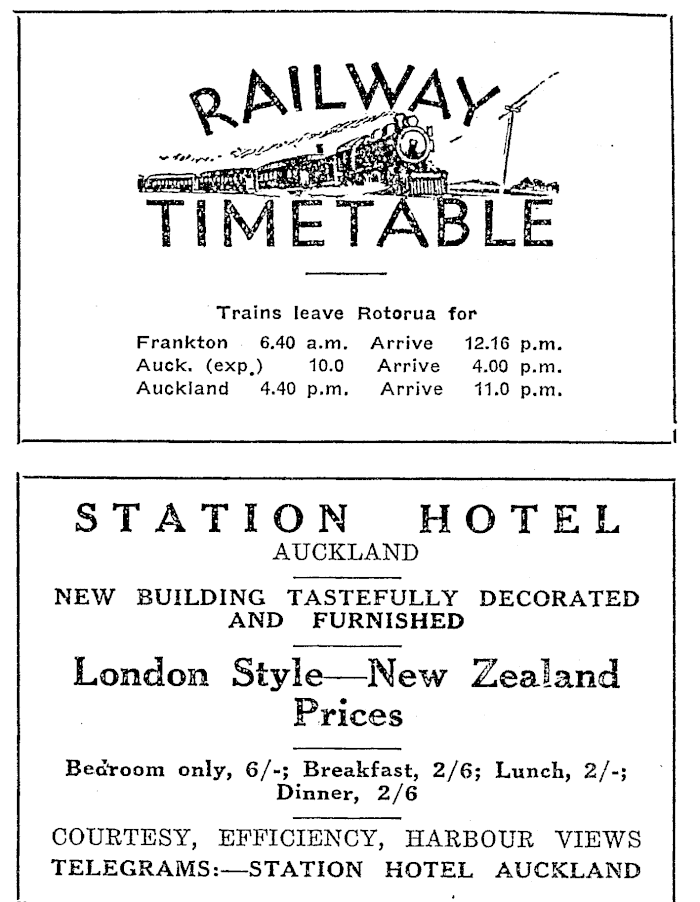 RAILWAY
TIMETABLE
Trains leave Rotorua for
Frankton 6.40 a.m. Arrive 12.16 p.m.
Auck. (exp.) 10.0 Arrive 4.00 p.m.
Auckland 4.40 p.m. Arrive 11.0 p.m.
STATION HOTEL
AUCKLAND
NEW BUILDING TASTEFULLY DECORATED
AND FURNISHED
London Style—New Zealand
Prices
Bedroom only, 6/-; Breakfast, 2/6; Lunch, 2/-;
Dinner, 2/6
COURTESY, EFFICIENCY, HARBOUR VIEWS
TELEGRAMS:—STATION HOTEL AUCKLAND